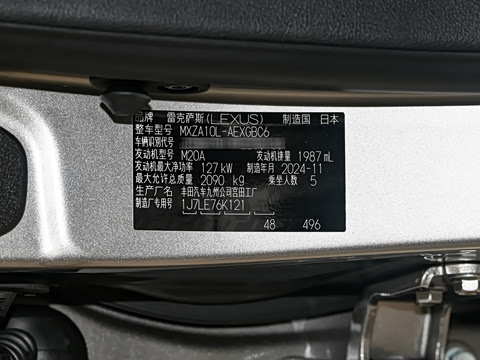 品牌 雷克萨斯(LEXUS) 制造国 日本
整车型号 MXZA10L-AEXGBC6
车辆识别代号
发动机型号 M20A 发动机排量 1987 mL
发动机最大净功率 127 kW 制造年月 2024-11
最大允许总质量 2090 kg 乘坐人数 5
生产厂名 丰田汽车九州公司宫田工厂
制造厂专用号 1J7LE76K121
48 496